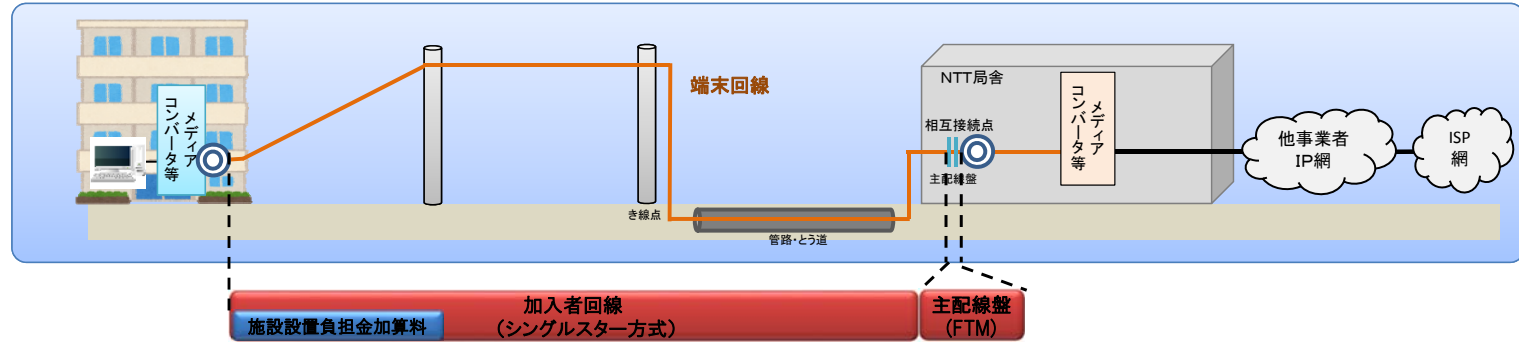 メディア
コンバータ等
端末回線
き線点
管路・とう道
NTT局舎
相互接続点
主配線盤
メディア
コンバータ等
他事業者
IP網
ISP
網
加入者回線
(シングルスター方式)
施設設置負担金加算料
主配線盤
(FTM)